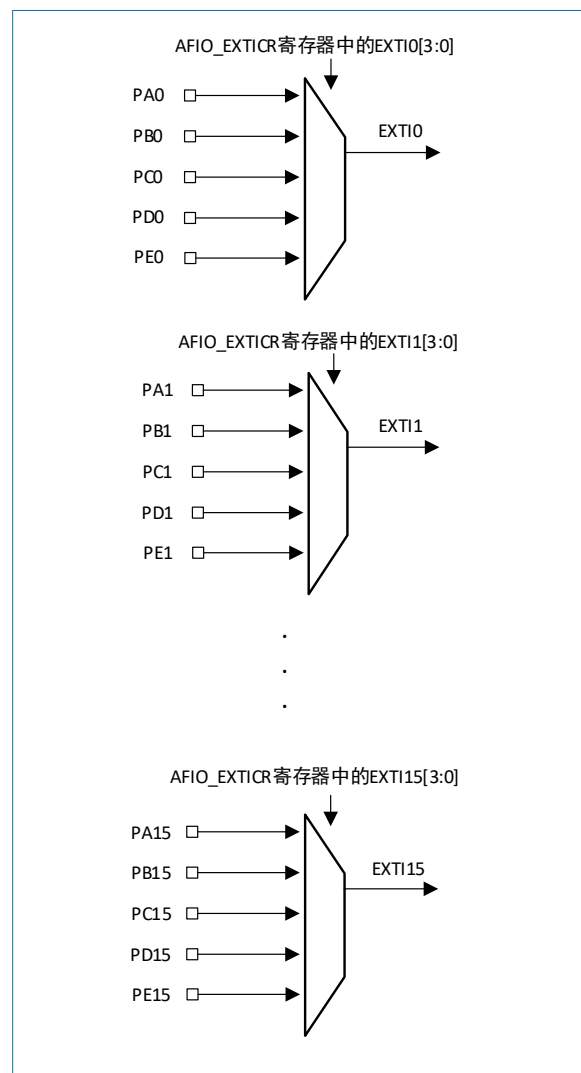 AFIO_EXTICR寄存器中的EXTI0[3:0]
PA0
PB0
EXTI0
PC0
PD0
PE0
AFIO_EXTICR寄存器中的EXTI1[3:0]
PA1
PB1
EXTI1
PC1
PD1
PE1
.
.
.
AFIO_EXTICR寄存器中的EXTI15[3:0]
PA15
PB15
EXTI15
PC15
PD15
PE15